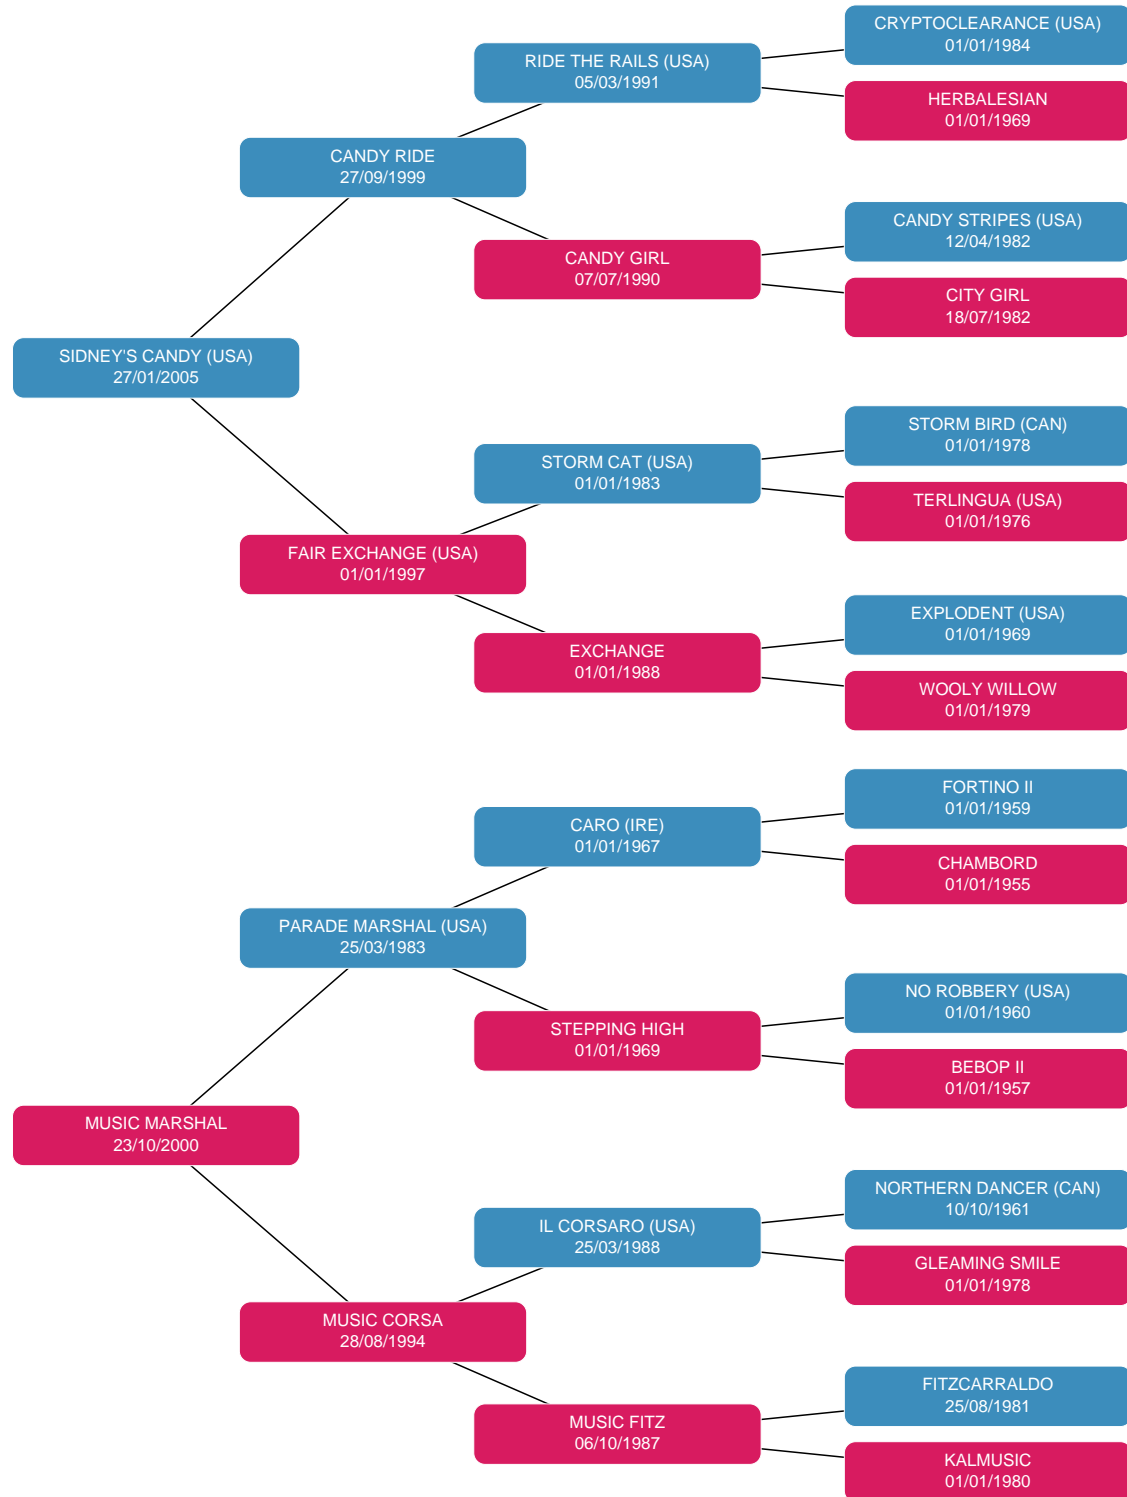 CRYPTOCLEARANCE (USA)
01/01/1984
RIDE THE RAILS (USA)
05/03/1991
HERBALESIAN
01/01/1969
CANDY RIDE
27/09/1999
CANDY STRIPES (USA)
12/04/1982
CANDY GIRL
07/07/1990
CITY GIRL
18/07/1982
SIDNEY'S CANDY (USA)
27/01/2005
STORM BIRD (CAN)
01/01/1978
STORM CAT (USA)
01/01/1983
TERLINGUA (USA)
01/01/1976
FAIR EXCHANGE (USA)
01/01/1997
EXPLODENT (USA)
01/01/1969
EXCHANGE
01/01/1988
WOOLY WILLOW
01/01/1979
FORTINO II
01/01/1959
CARO (IRE)
01/01/1967
CHAMBORD
01/01/1955
PARADE MARSHAL (USA)
25/03/1983
NO ROBBERY (USA)
01/01/1960
STEPPING HIGH
01/01/1969
BEBOP II
01/01/1957
MUSIC MARSHAL
23/10/2000
NORTHERN DANCER (CAN)
10/10/1961
IL CORSARO (USA)
25/03/1988
GLEAMING SMILE
01/01/1978
MUSIC CORSA
28/08/1994
FITZCARRALDO
25/08/1981
MUSIC FITZ
06/10/1987
KALMUSIC
01/01/1980